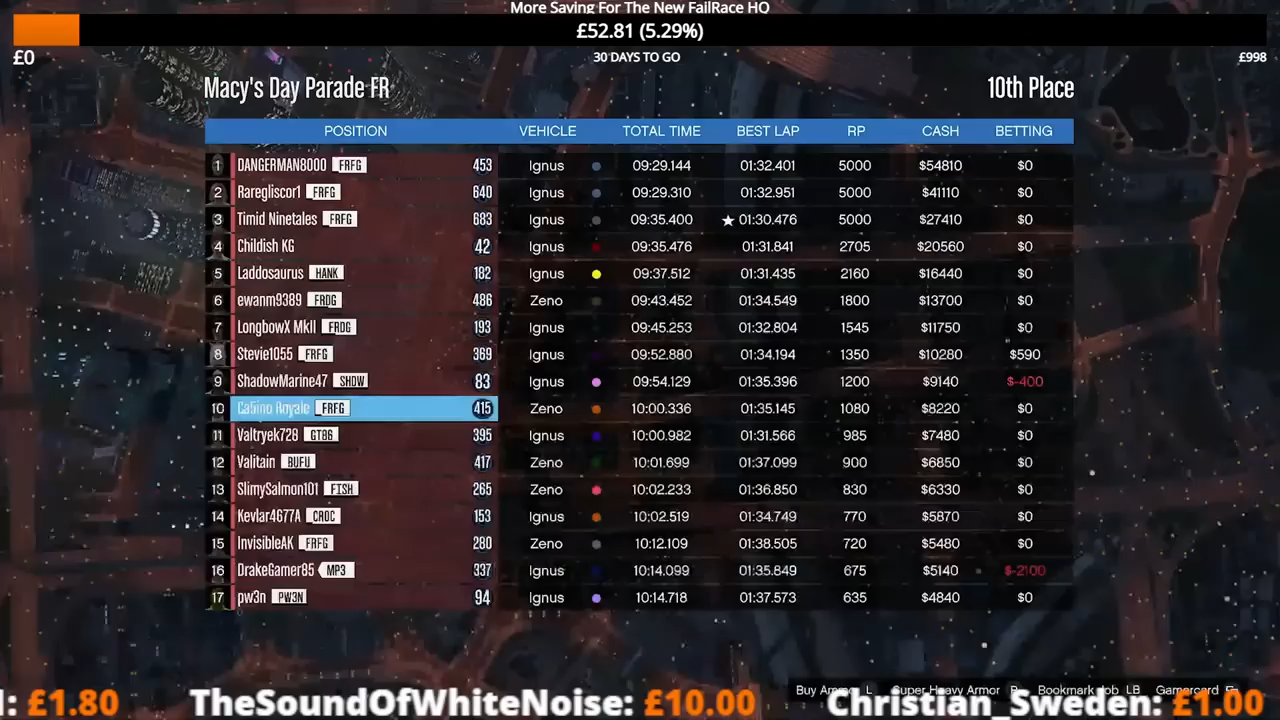 More Saving For The New FailRace HQ
£52.81 (5.29%)
£0 30 DAYS TO GO £998
Macy's Day Parade FR 10th Place
POSITION VEHICLE TOTAL TIME BEST LAP RP CASH BETTING
1 DANGERMAN8000 FRFG 453 Ignus 09:29.144 01:32.401 5000 $54810 $0
2 Raregliscor1 FRFG 640 Ignus 09:29.310 01:32.951 5000 $41110 $0
3 Timid Ninetales FRFG 683 Ignus 09:35.400 ★ 01:30.476 5000 $27410 $0
4 Childish KG 42 Ignus 09:35.476 01:31.841 2705 $20560 $0
5 Laddosaurus HANK 182 Ignus 09:37.512 01:31.435 2160 $16440 $0
6 ewanm9389 FRDG 486 Zeno 09:43.452 01:34.549 1800 $13700 $0
7 LongbowX MkII FRDG 193 Ignus 09:45.253 01:32.804 1545 $11750 $0
8 Stevie1055 FRFG 369 Ignus 09:52.880 01:34.194 1350 $10280 $590
9 ShadowMarine47 SHDW 83 Ignus 09:54.129 01:35.396 1200 $9140 $-400
10 Royale FRFG 415 Zeno 10:00.336 01:35.145 1080 $8220 $0
11 Valtryek728 GT86 395 Ignus 10:00.982 01:31.566 985 $7480 $0
12 Valitain BUFU 417 Zeno 10:01.699 01:37.099 900 $6850 $0
13 SlimySalmon101 FISH 265 Zeno 10:02.233 01:36.850 830 $6330 $0
14 Kevlar4677A CROC 153 Ignus 10:02.519 01:34.749 770 $5870 $0
15 InvisibleAK FRFG 280 Zeno 10:12.109 01:38.505 720 $5480 $0
16 DrakeGamer85 MP3 337 Ignus 10:14.099 01:35.849 675 $5140 $-2100
17 pw3n PW3N 94 Ignus 10:14.718 01:37.573 635 $4840 $0
Buy Ammo L Super Heavy Armor Bookmark Job LB Gamercard
: £1.80 TheSoundOfWhiteNoise: £10.00 Christian_Sweden: £1.00